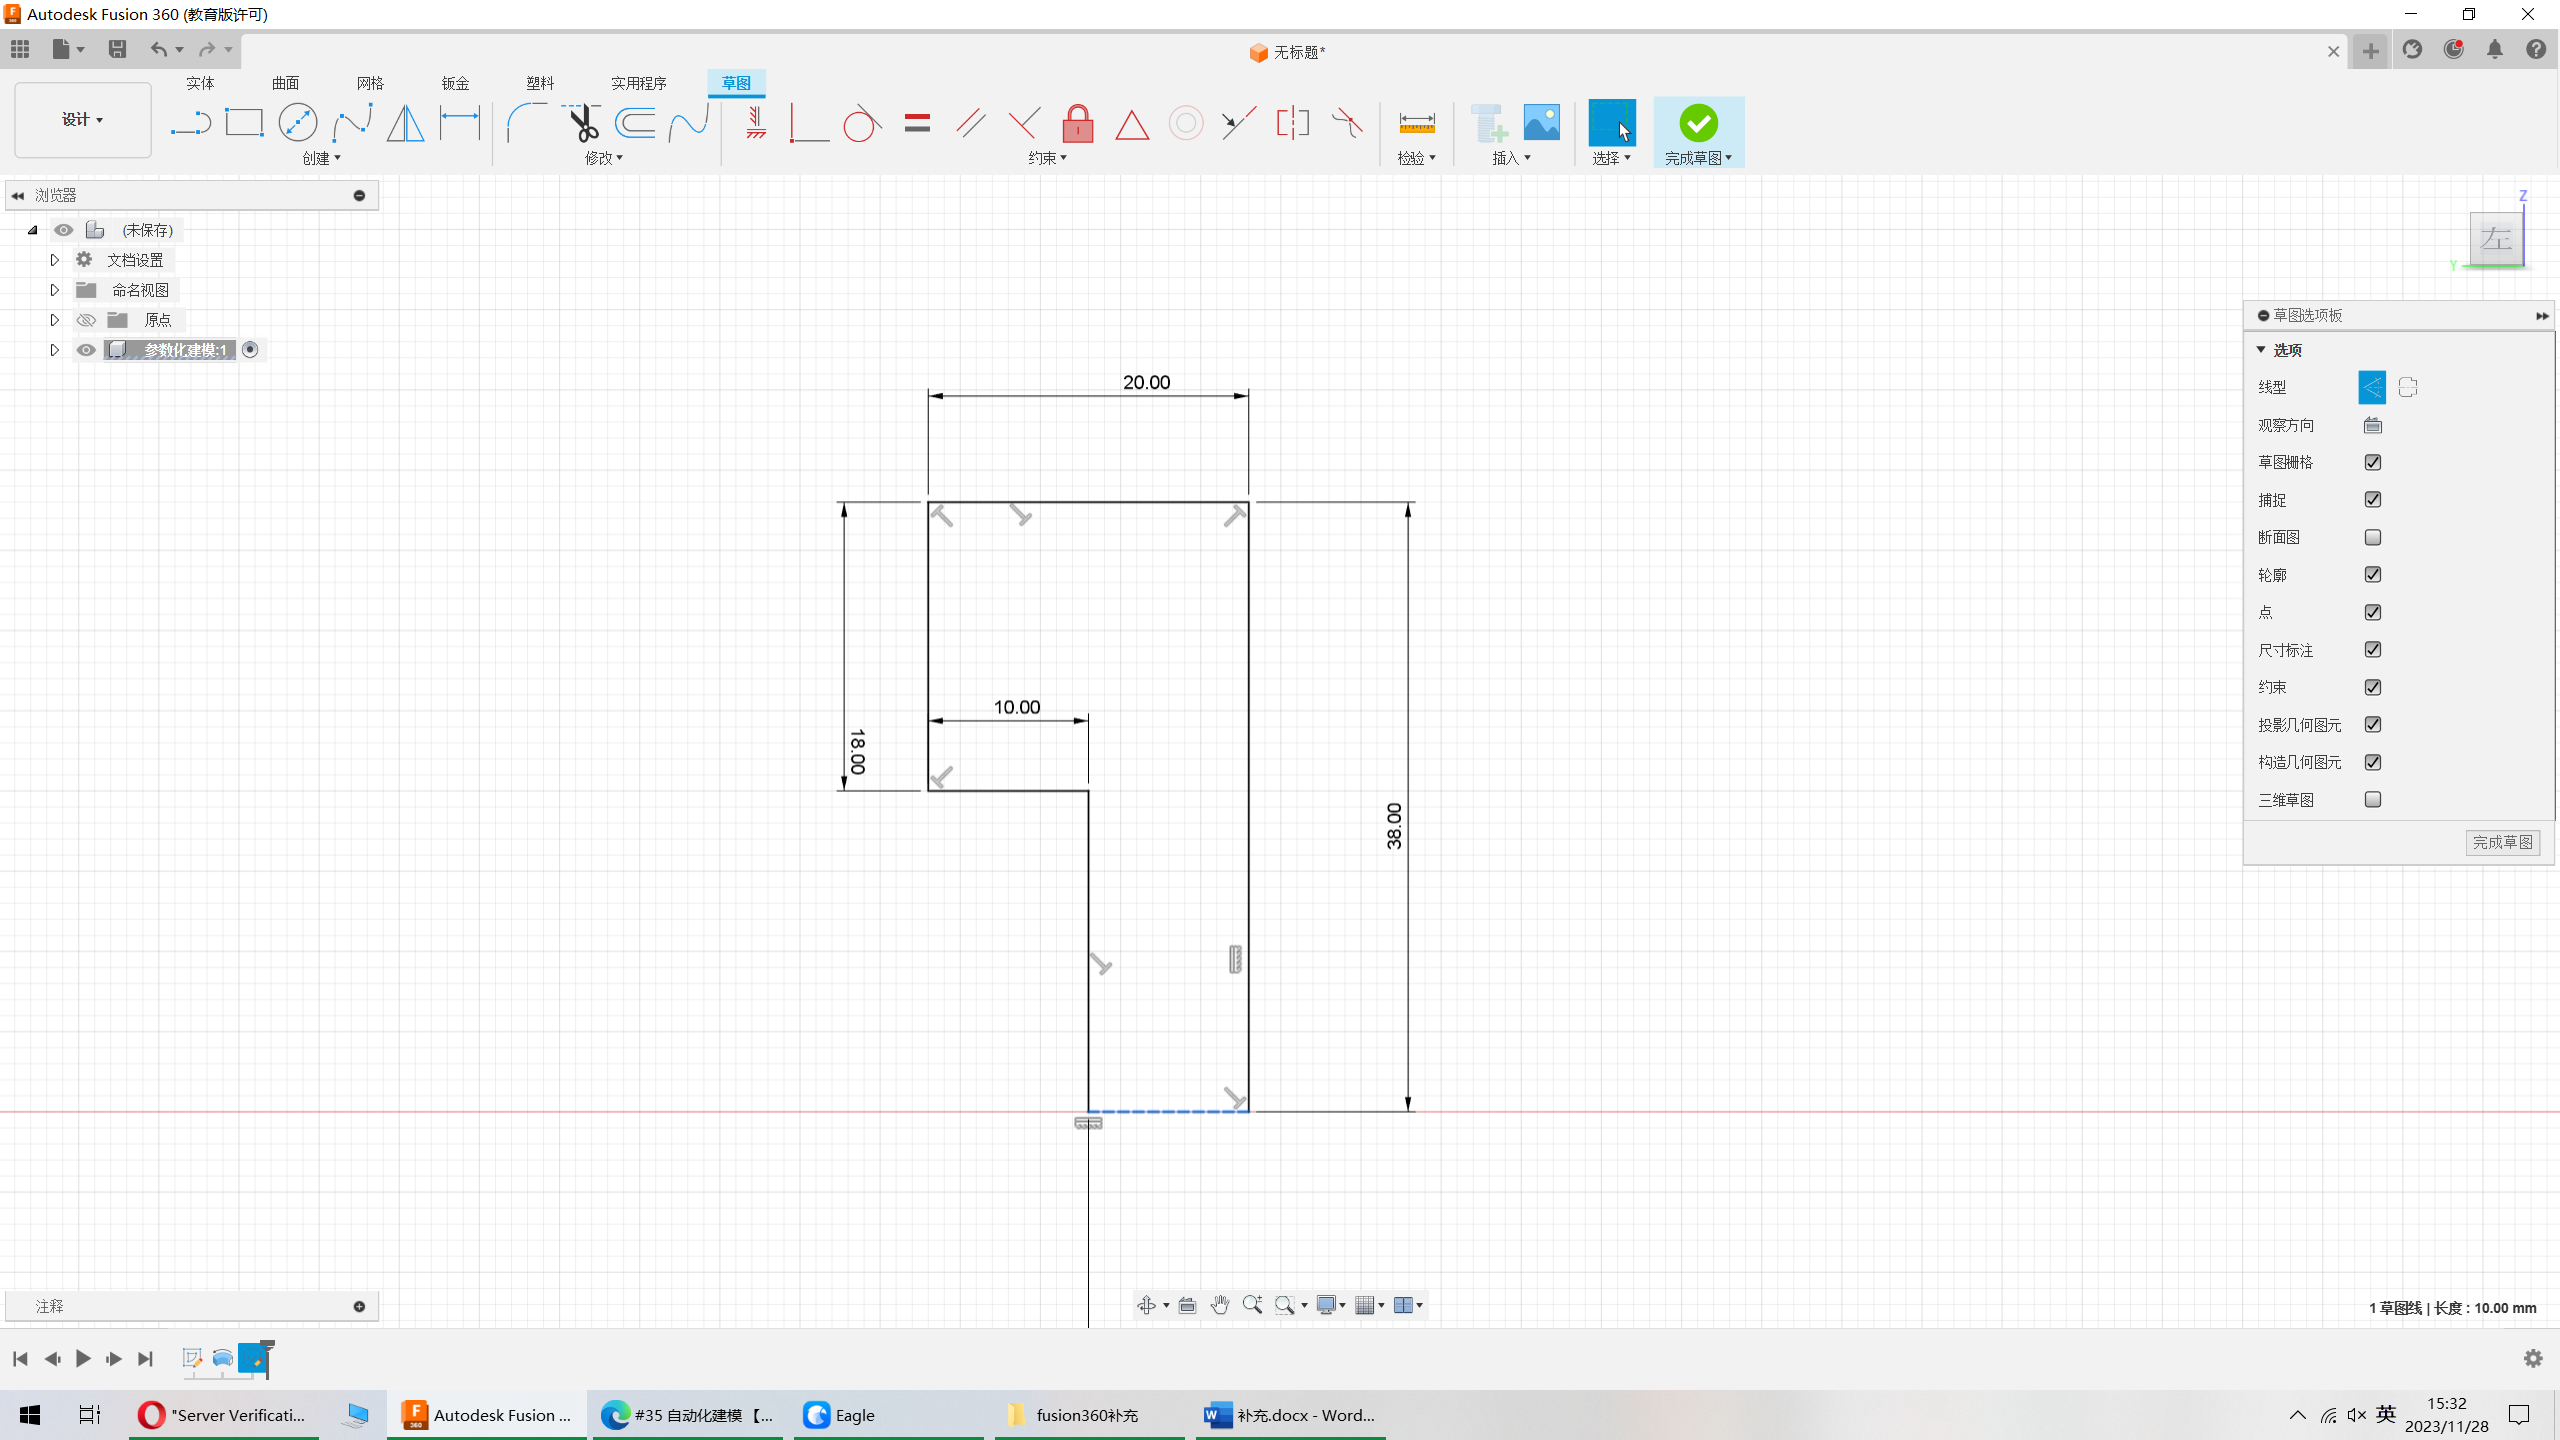 Autodesk Fusion 360 (教育版许可)
无标题*
实体 曲面 网格 钣金 塑料 实用程序 草图
设计
创建 修改 约束 检验 插入 选择 完成草图
浏览器
(未保存)
文档设置
命名视图
原点
参数化建模:1
Z
左
Y
草图选项板
选项
线型
观察方向
草图栅格
捕捉
断面图
轮廓
点
尺寸标注
约束
投影几何图元
构造几何图元
三维草图
完成草图
20.00
10.00
18.00
38.00
注释
1 草图线 | 长度 : 10.00 mm
"Server Verificati...
Autodesk Fusion ...
#35 自动化建模【...
Eagle
fusion360补充
补充.docx - Word...
英
15:32
2023/11/28